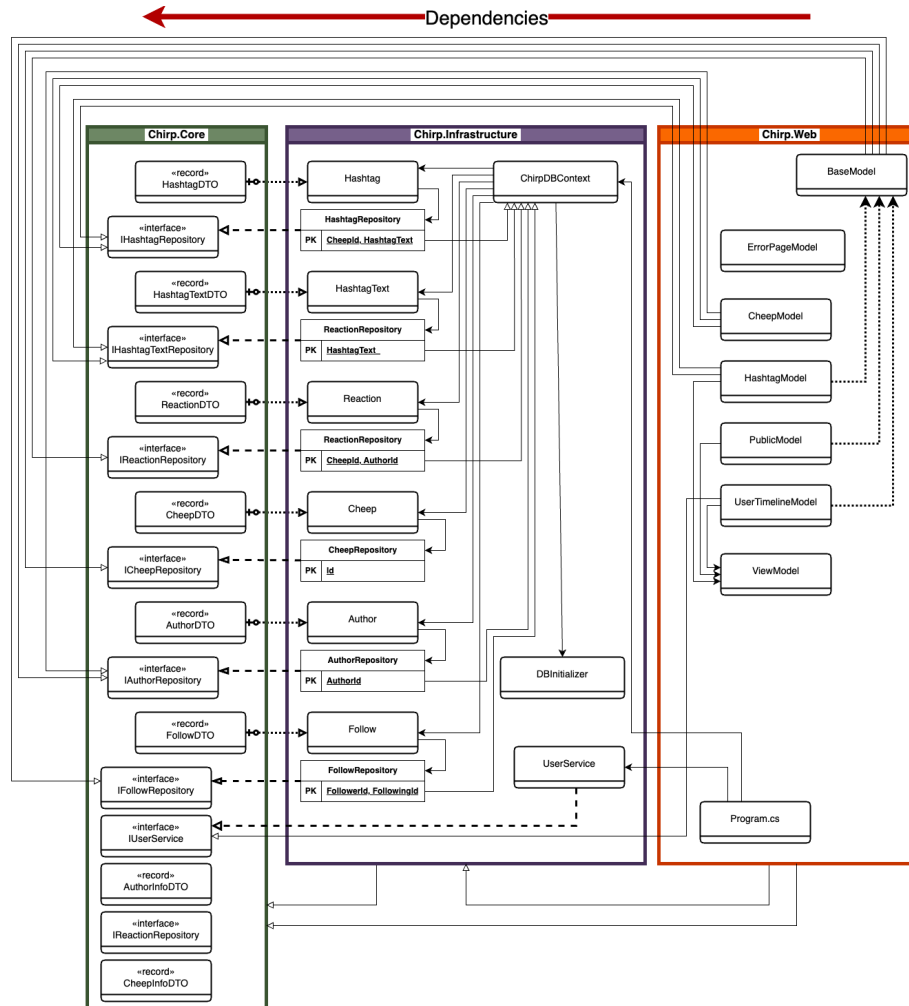 Dependencies
Chirp.Core
«record»
HashtagDTO
«interface»
IHashtagRepository
«record»
HashtagTextDTO
«interface»
IHashtagTextRepository
«record»
ReactionDTO
«interface»
IReactionRepository
«record»
CheepDTO
«interface»
ICheepRepository
«record»
AuthorDTO
«interface»
IAuthorRepository
«record»
FollowDTO
«interface»
IFollowRepository
«interface»
IUserService
«record»
AuthorInfoDTO
«interface»
IReactionRepository
«record»
CheepInfoDTO
Chirp.Infrastructure
Hashtag
HashtagRepository
PK CheepId, HashtagText
HashtagText
ReactionRepository
PK HashtagText
Reaction
ReactionRepository
PK CheepId, AuthorId
Cheep
CheepRepository
PK Id
Author
AuthorRepository
PK AuthorId
Follow
FollowRepository
PK FollowerId, FollowingId
ChirpDBContext
DBInitializer
UserService
Chirp.Web
BaseModel
ErrorPageModel
CheepModel
HashtagModel
PublicModel
UserTimelineModel
ViewModel
Program.cs